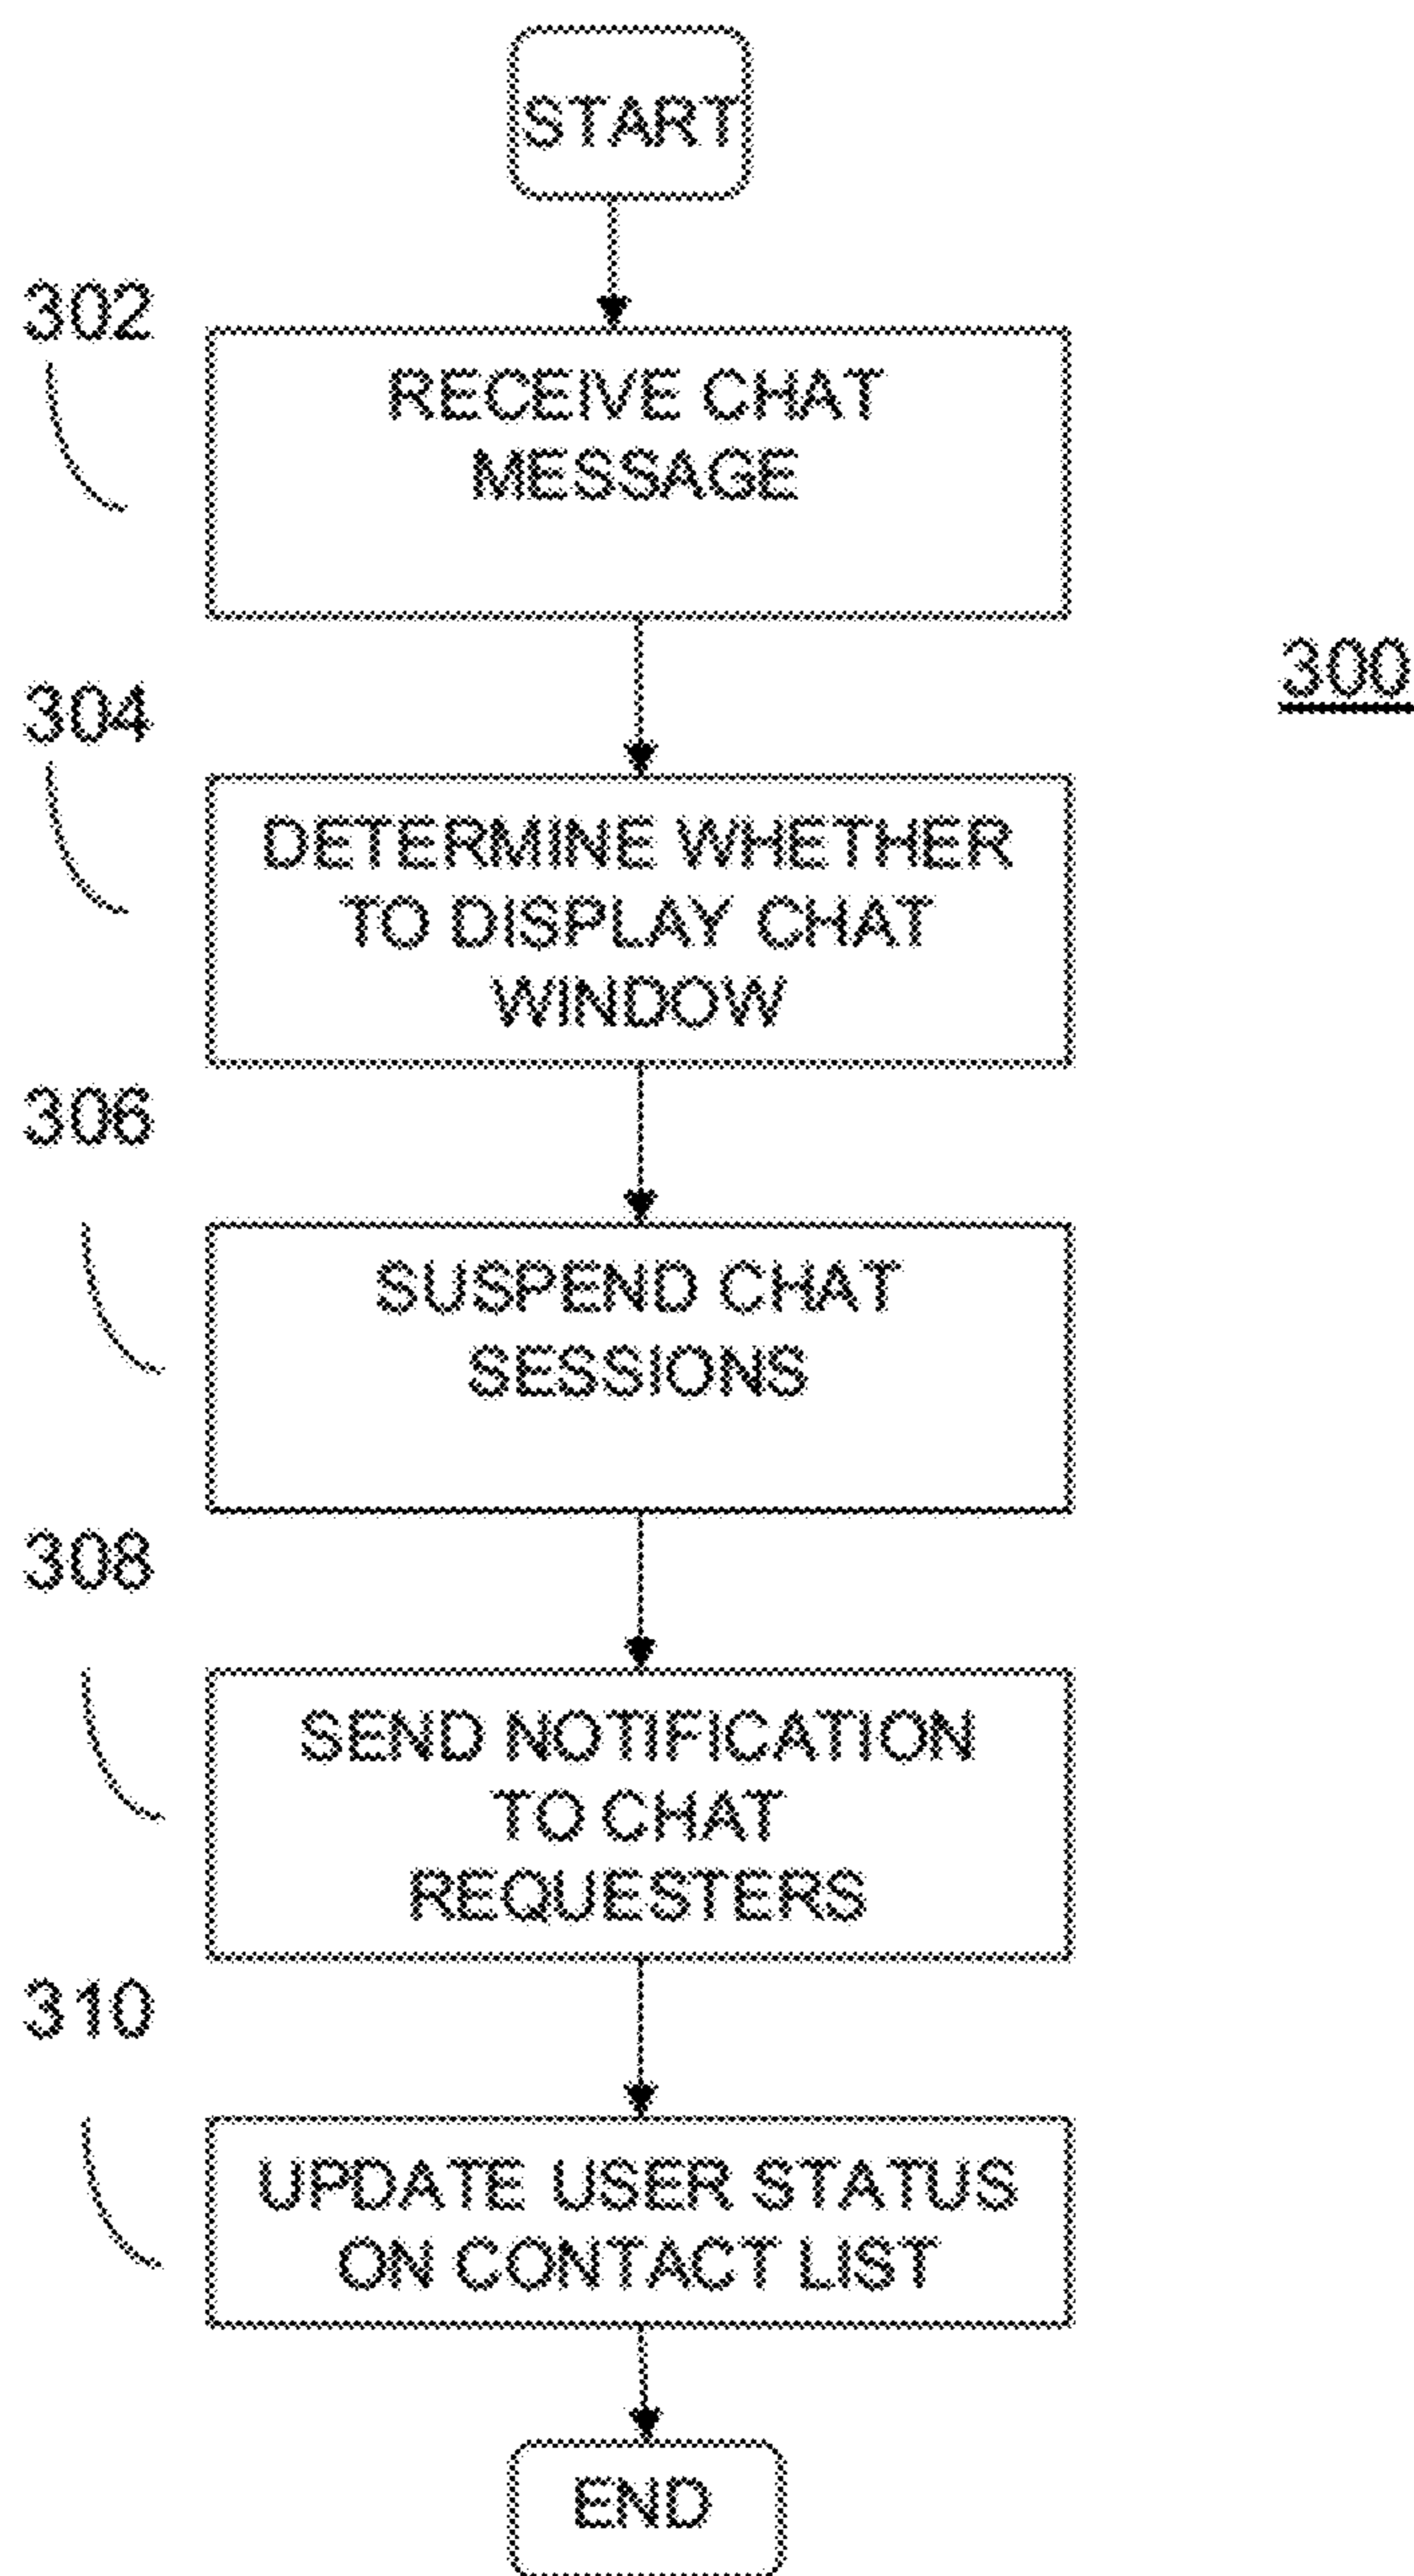 START
302
RECEIVE CHAT
MESSAGE
300
304
DETERMINE WHETHER
TO DISPLAY CHAT
WINDOW
306
SUSPEND CHAT
SESSIONS
308
SEND NOTIFICATION
TO CHAT
REQUESTERS
310
UPDATE USER STATUS
ON CONTACT LIST
END